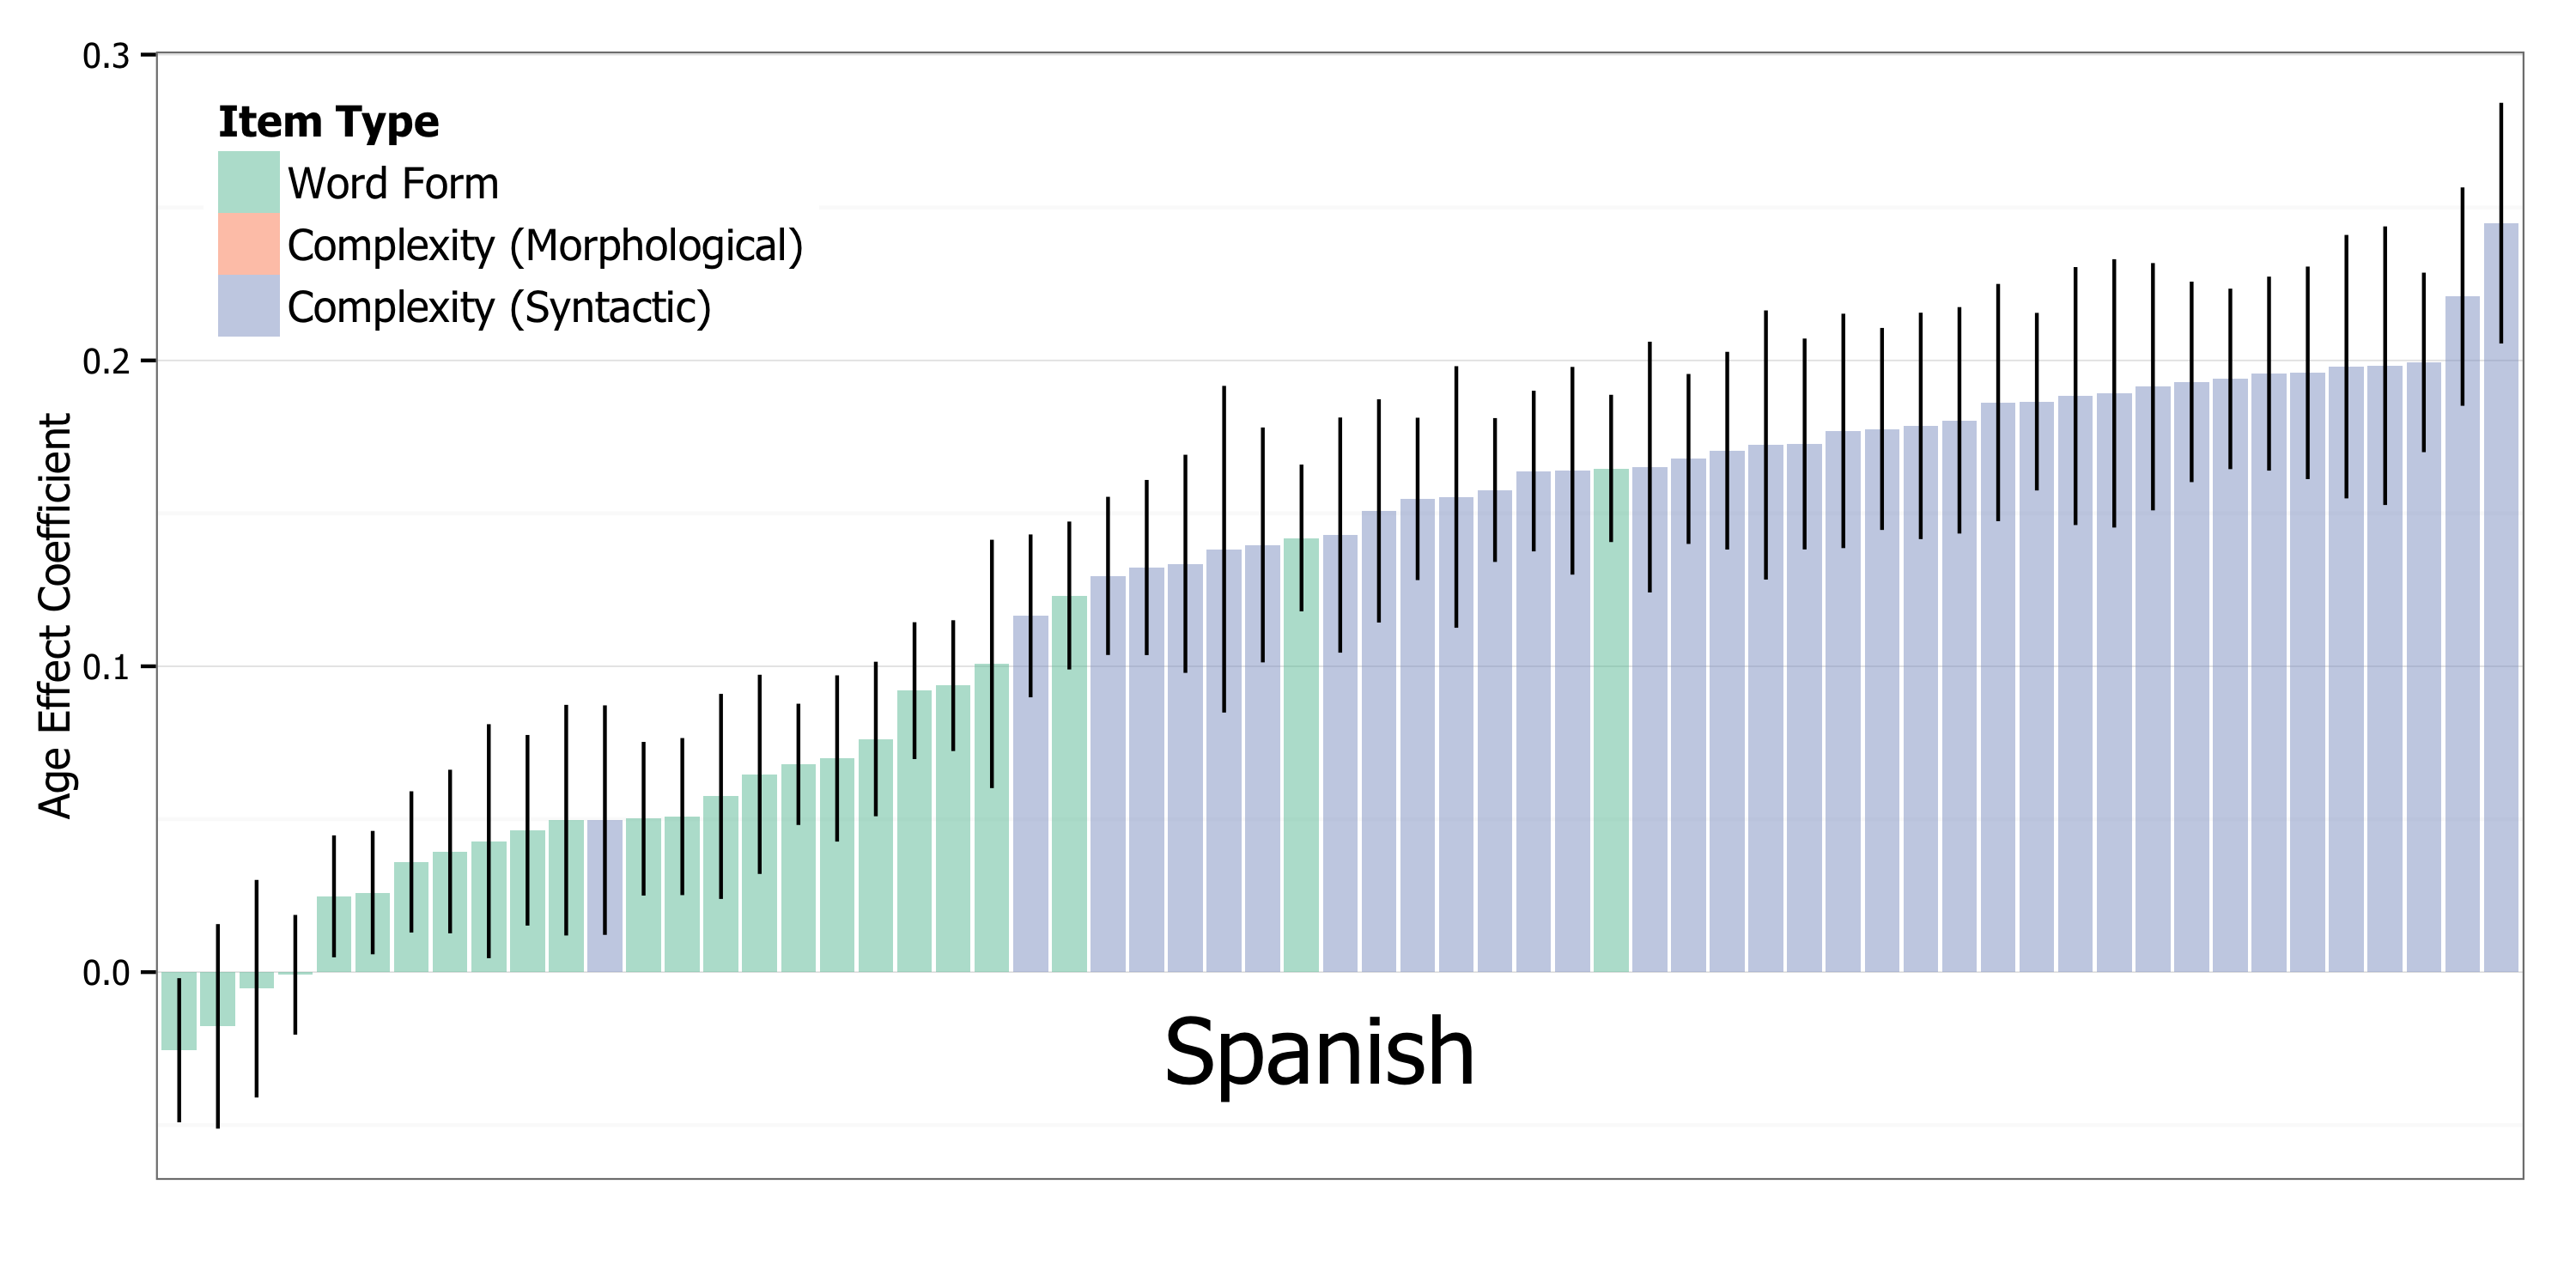 0.3
Item Type
Word Form
Complexity (Morphological)
Complexity (Syntactic)
0.2
0.1
0.0
Age Effect Coefficient
Spanish